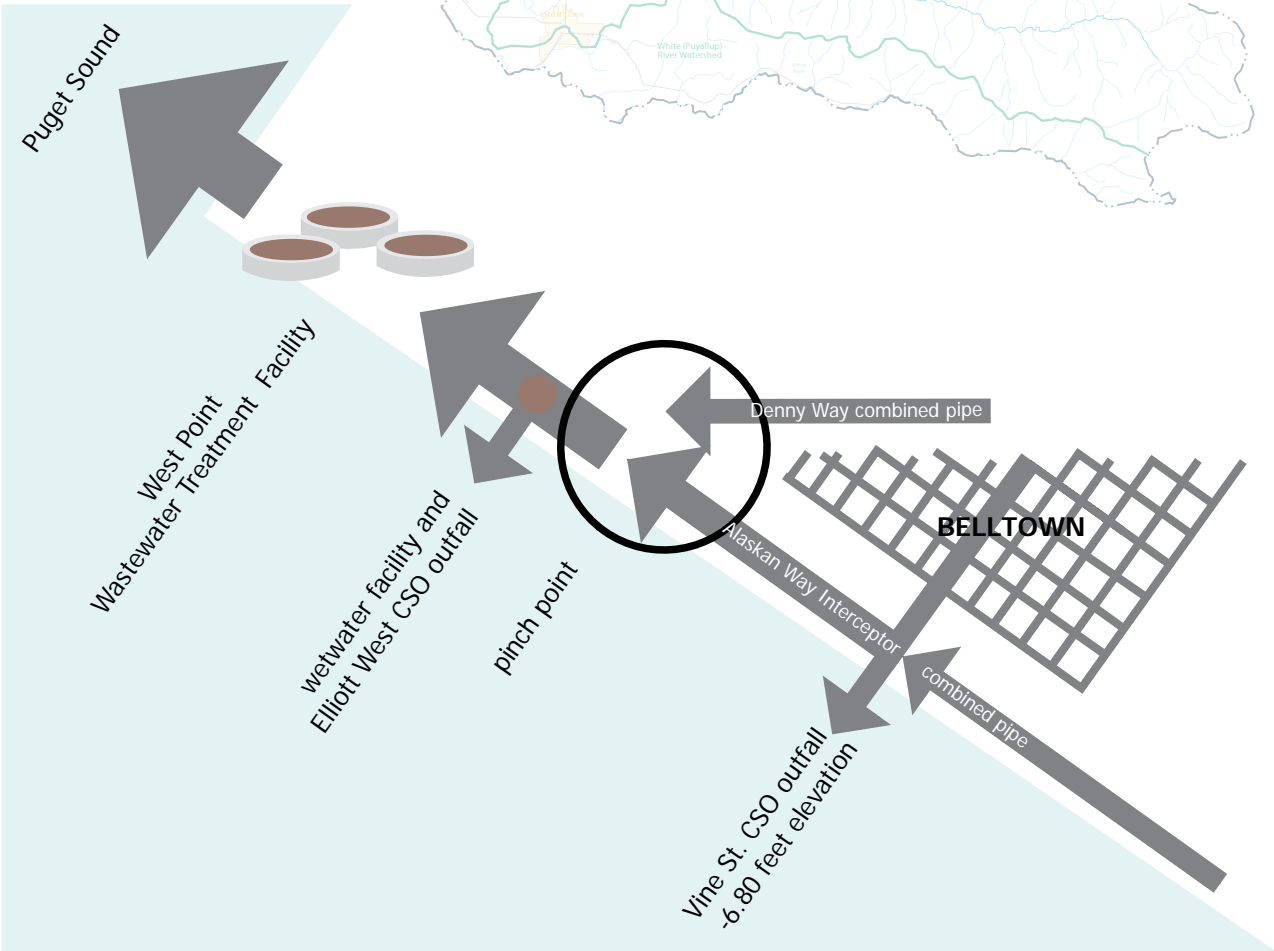 White (Puyallup)
River Watershed
Puget Sound
West Point
Wastewater Treatment Facility
wetwater facility and
Elliott West CSO outfall
pinch point
Denny Way combined pipe
BELLTOWN
Alaskan Way Interceptor
combined pipe
Vine St. CSO outfall
-6.80 feet elevation